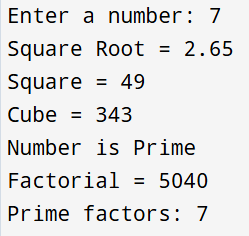 Enter a number: 7
Square Root = 2.65
Square = 49
Cube = 343
Number is Prime
Factorial = 5040
Prime factors: 7